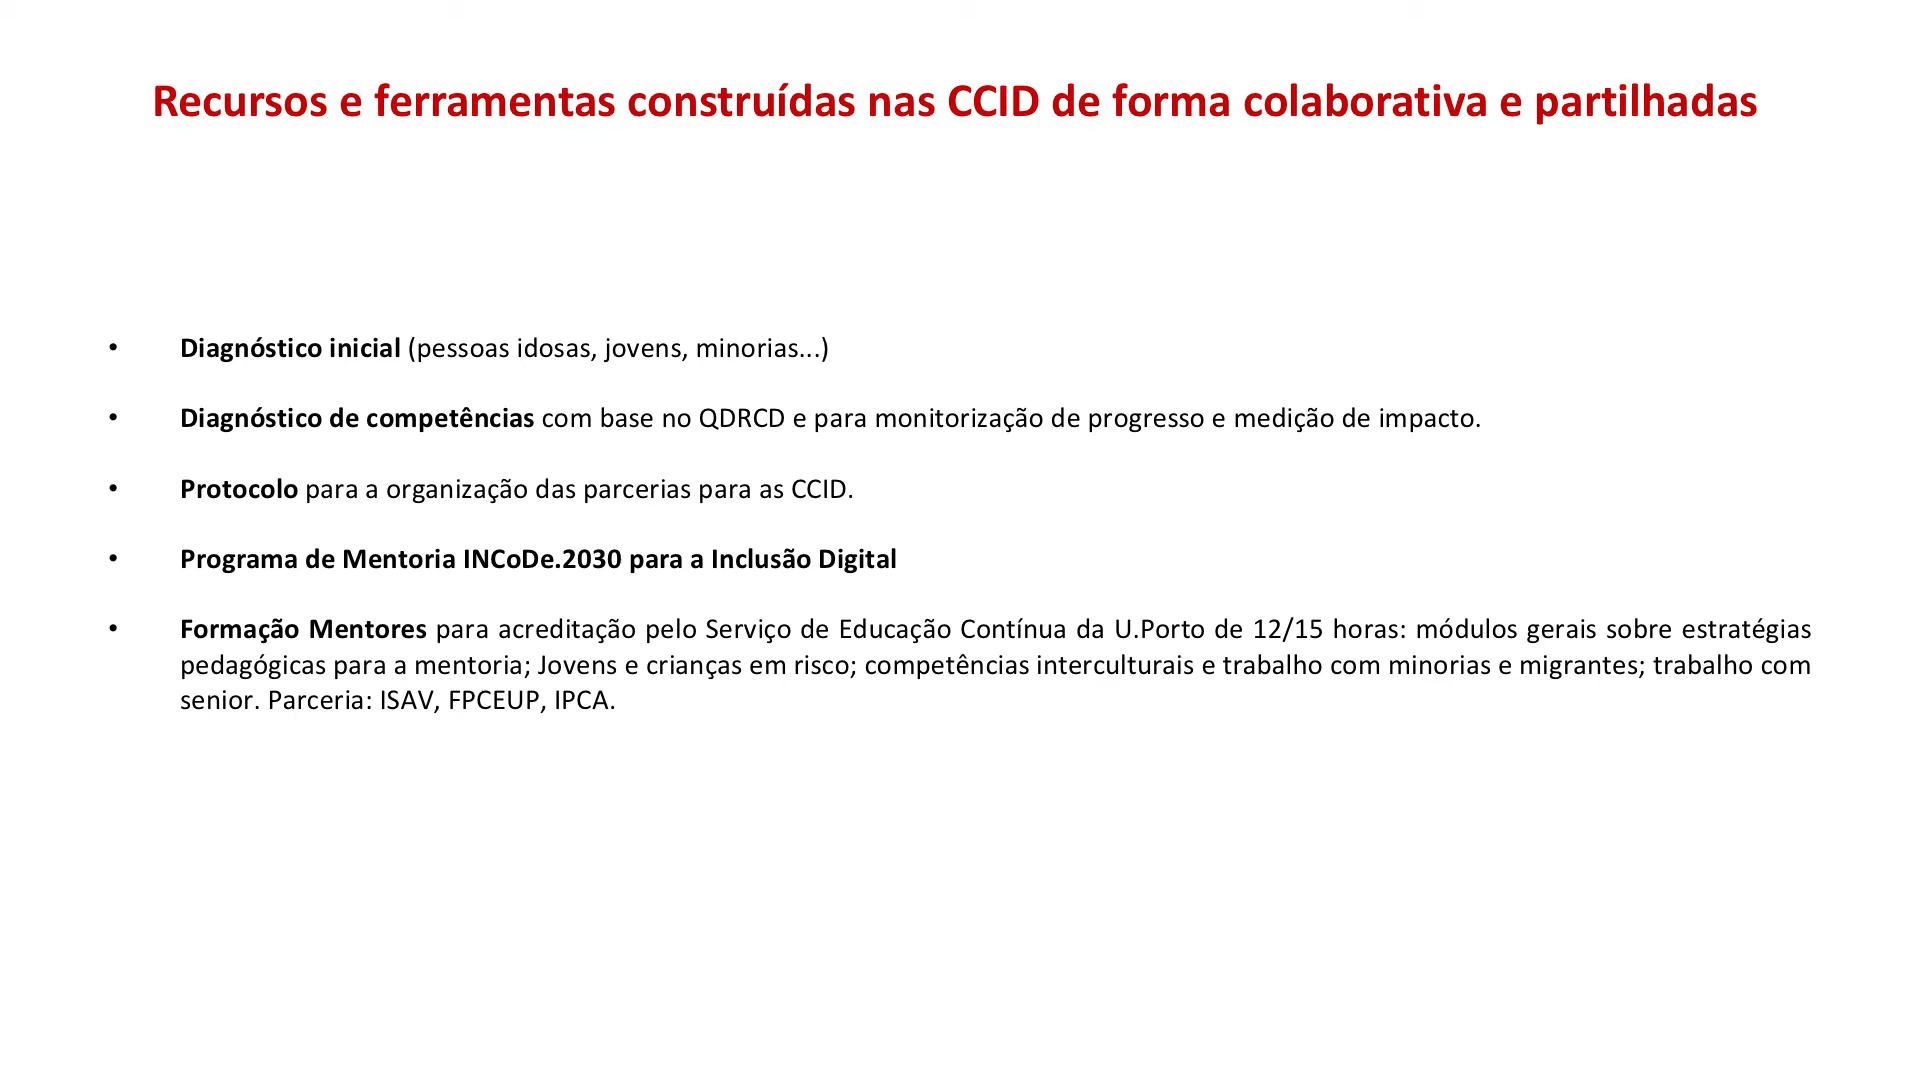 Recursos e ferramentas construídas nas CCID de forma colaborativa e partilhadas
• Diagnóstico inicial (pessoas idosas, jovens, minorias...)
• Diagnóstico de competências com base no QDRCD e para monitorização de progresso e medição de impacto.
• Protocolo para a organização das parcerias para as CCID.
• Programa de Mentoria INCoDe.2030 para a Inclusão Digital
• Formação Mentores para acreditação pelo Serviço de Educação Contínua da U.Porto de 12/15 horas: módulos gerais sobre estratégias
pedagógicas para a mentoria; Jovens e crianças em risco; competências interculturais e trabalho com minorias e migrantes; trabalho com
senior. Parceria: ISAV, FPCEUP, IPCA.